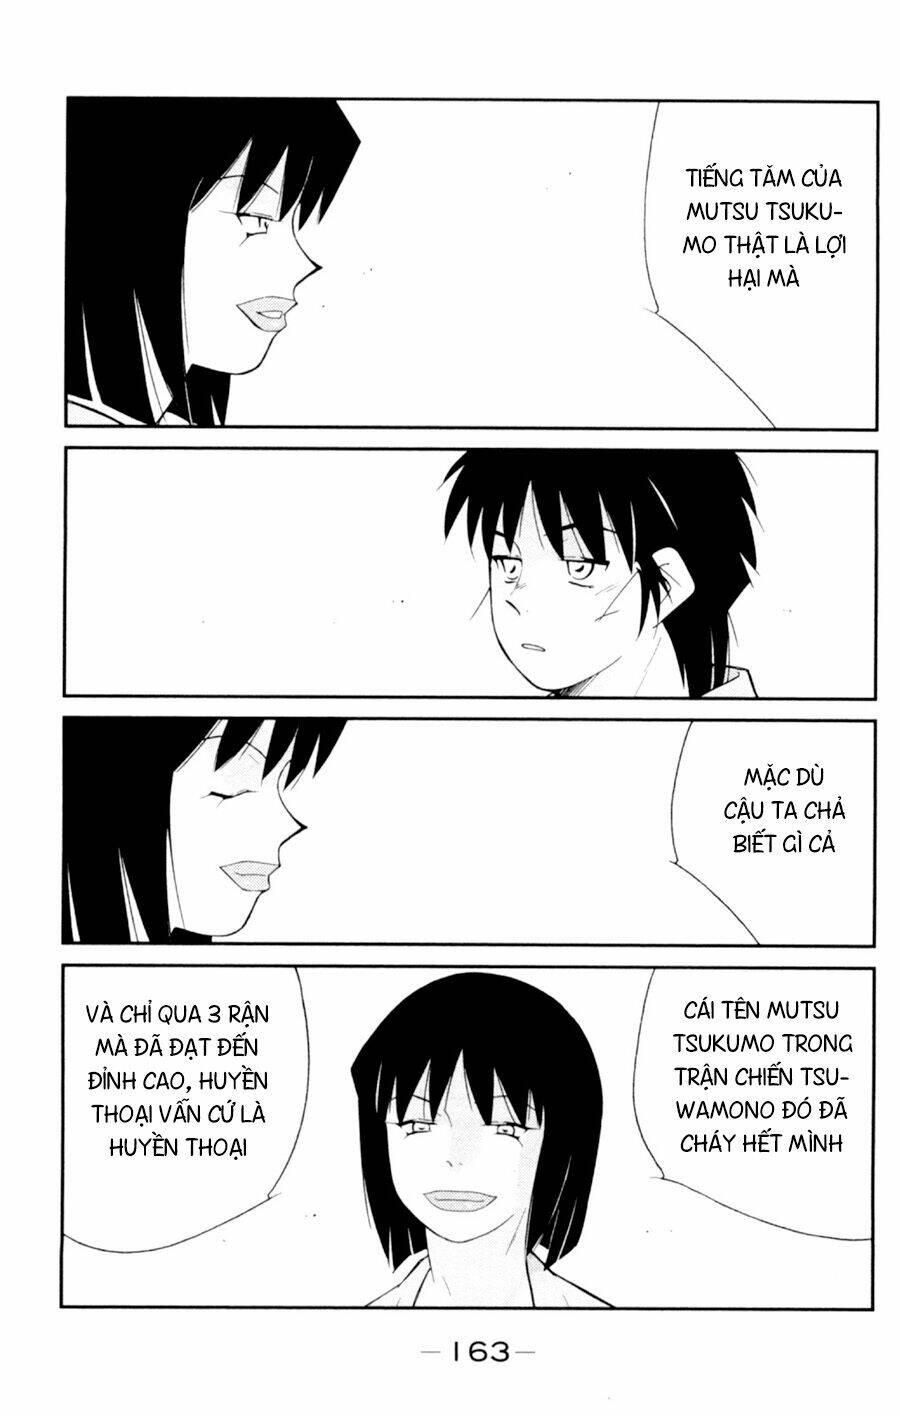 TIẾNG TĂM CỦA
MUTSU TSUKU-
MO THẬT LÀ LỢI
HẠI MÀ
MẶC DÙ
CẬU TA CHẢ
BIẾT GÌ CẢ
CÁI TÊN MUTSU
TSUKUMO TRONG
TRẬN CHIẾN TSU-
WAMONO ĐÓ ĐÃ
CHÁY HẾT MÌNH
VÀ CHỈ QUA 3 RẬN
MÀ ĐÃ ĐẠT ĐẾN
ĐỈNH CAO, HUYỀN
THOẠI VẪN CỨ LÀ
HUYỀN THOẠI
— 163 —